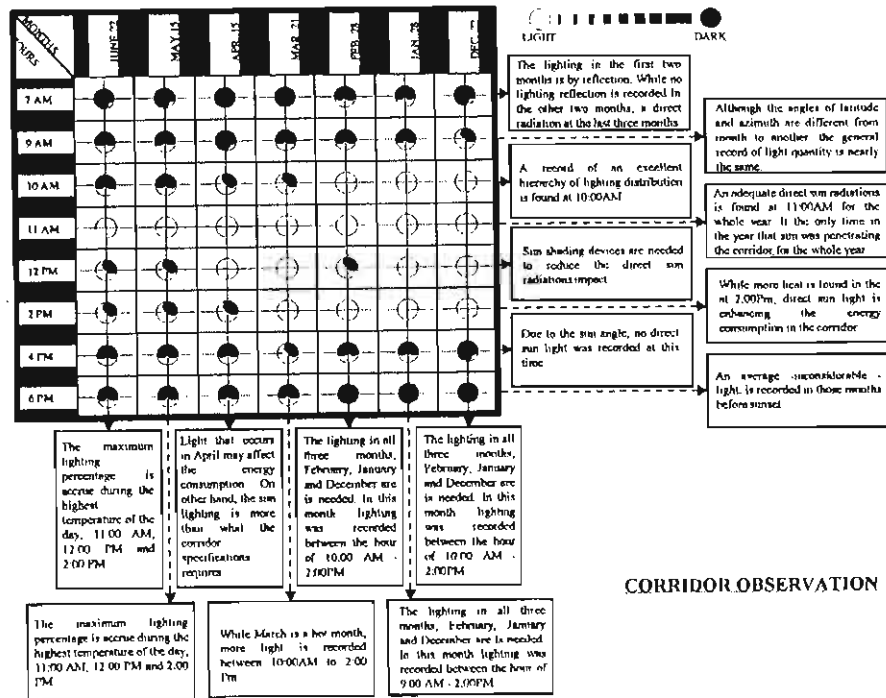 MONTHS
HOURS
JUNE 22
MAY 15
APR. 15
MAR. 21
FEB. 28
JAN. 28
DEC. 22
LIGHT
DARK
7 AM
9 AM
10 AM
11 AM
12 PM
2 PM
4 PM
6 PM
The lighting in the first two
months is by reflection. While no
lighting reflection is recorded in
the other two months, a direct
radiation at the last three months
Although the angles of latitude
and azimuth are different from
month to another the general
record of light quantity is nearly
the same.
A record of an excellent
hierarchy of lighting distribution
is found at 10:00AM
An adequate direct sun radiations
is found at 11:00AM for the
whole year. It the only time in
the year that sun was penetrating
the corridor for the whole year
Sun shading devices are needed
to reduce the direct sun
radiations impact
While more heat is found in the
at 2.00Pm, direct sun light is
enhancing the energy
consumption in the corridor
Due to the sun angle, no direct
sun light was recorded at this
time
An average inconsiderable
light, is recorded in those months
before sunset
The maximum
lighting
percentage is
accrue during the
highest
temperature of the
day, 11:00 AM,
12:00 PM and
2:00 PM
Light that occurs
in April may affect
the energy
consumption. On
other hand, the sun
lighting is more
than what the
corridor
specifications
requires
The lighting in all
three months,
February, January
and December are
is needed. In this
month lighting
was recorded
between the hour
of 10.00 AM -
2:00PM
The lighting in all
three months,
February, January
and December are
is needed. In this
month lighting
was recorded
between the hour
of 10:00 AM -
2:00PM
CORRIDOR OBSERVATION
The maximum lighting
percentage is accrue during the
highest temperature of the day,
11:00 AM, 12:00 PM and 2.00
PM
While March is a hot month,
more light is recorded
between 10:00AM to 2:00
Pm
The lighting in all three
months, February, January
and December are is needed.
In this month lighting was
recorded between the hour of
9:00 AM - 2.00PM